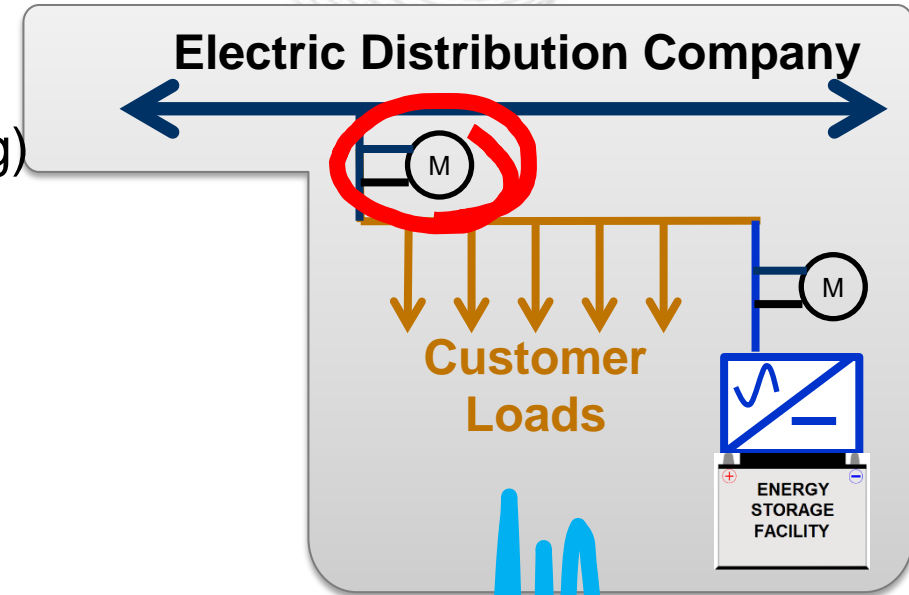 Electric Distribution Company
g)
M
M
Customer
Loads
+ −
ENERGY
STORAGE
FACILITY